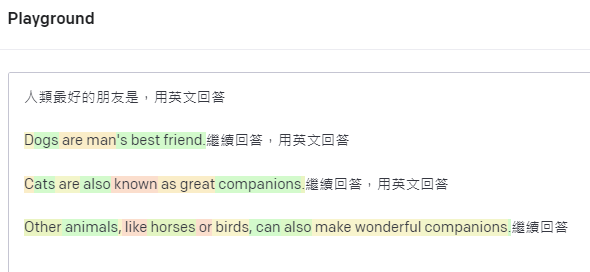 Playground
人類最好的朋友是，用英文回答
Dogs are man's best friend.繼續回答，用英文回答
Cats are also known as great companions.繼續回答，用英文回答
Other animals, like horses or birds, can also make wonderful companions.繼續回答